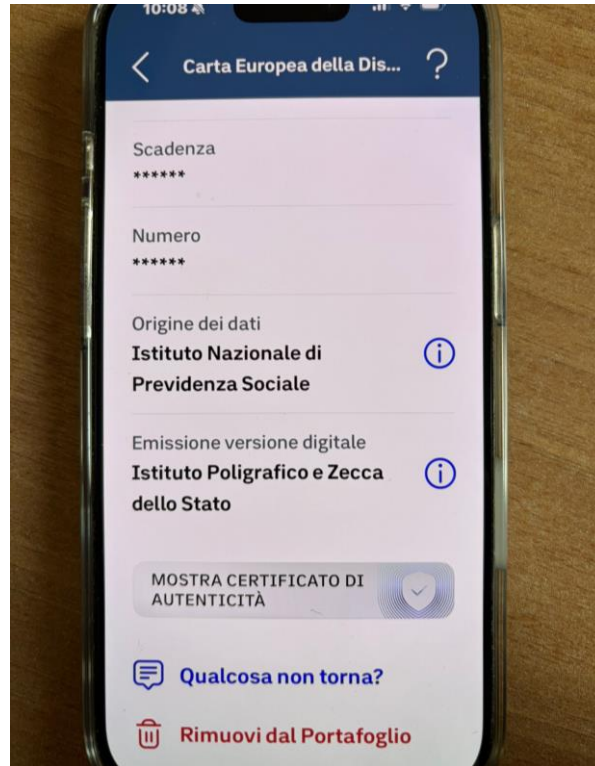 10:08
Carta Europea della Dis...
Scadenza
******
Numero
******
Origine dei dati
Istituto Nazionale di
Previdenza Sociale
Emissione versione digitale
Istituto Poligrafico e Zecca
dello Stato
MOSTRA CERTIFICATO DI
AUTENTICITÀ
Qualcosa non torna?
Rimuovi dal Portafoglio